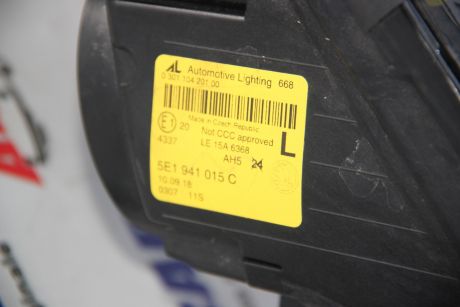 AL Automotive Lighting 668
0 301 104 201 00
Made in Czech Republic
E1 20 Not CCC approved L
4337 LE 15A 6368
AH5 24
5E1 941 015 C
10.09.18
0307 11S